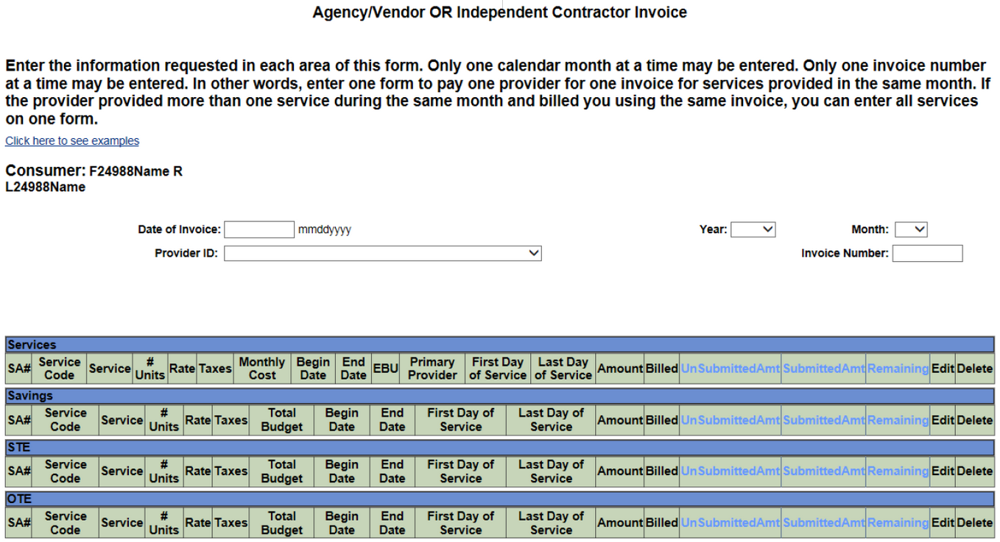 Agency/Vendor OR Independent Contractor Invoice
Enter the information requested in each area of this form. Only one calendar month at a time may be entered. Only one invoice number
at a time may be entered. In other words, enter one form to pay one provider for one invoice for services provided in the same month. If
the provider provided more than one service during the same month and billed you using the same invoice, you can enter all services
on one form.
Click here to see examples
Consumer: F24988Name R
L24988Name
Date of Invoice: mmddyyyy Year: Month:
Provider ID: Invoice Number:
Services
SA# Service Code Service # Units Rate Taxes Monthly Cost Begin Date End Date EBU Primary Provider First Day of Service Last Day of Service Amount Billed UnSubmittedAmt SubmittedAmt Remaining Edit Delete
Savings
SA# Service Code Service # Units Rate Taxes Total Budget Begin Date End Date First Day of Service Last Day of Service Amount Billed UnSubmittedAmt SubmittedAmt Remaining Edit Delete
STE
SA# Service Code Service # Units Rate Taxes Total Budget Begin Date End Date First Day of Service Last Day of Service Amount Billed UnSubmittedAmt SubmittedAmt Remaining Edit Delete
OTE
SA# Service Code Service # Units Rate Taxes Total Budget Begin Date End Date First Day of Service Last Day of Service Amount Billed UnSubmittedAmt SubmittedAmt Remaining Edit Delete